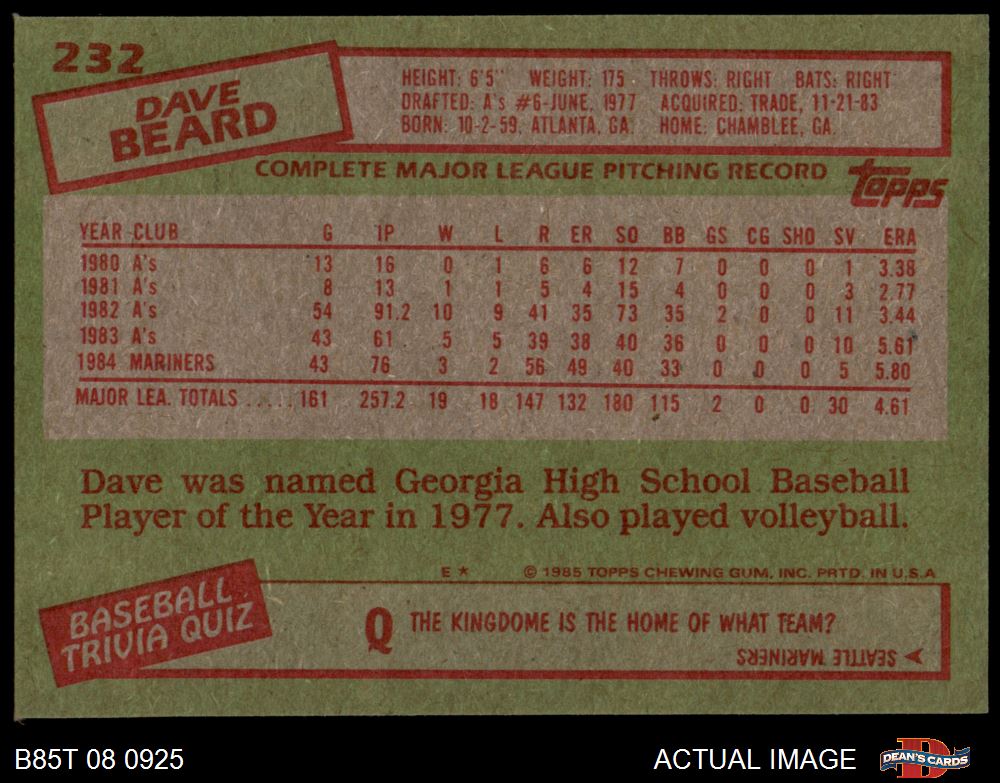 232
DAVE
BEARD
HEIGHT: 6'5" WEIGHT: 175 THROWS: RIGHT BATS: RIGHT
DRAFTED: A's #6-JUNE, 1977 ACQUIRED: TRADE, 11-21-83
BORN: 10-2-59, ATLANTA, GA. HOME: CHAMBLEE, GA.
COMPLETE MAJOR LEAGUE PITCHING RECORD
topps
YEAR CLUB G IP W L R ER SO BB GS CG SHO SV ERA
1980 A's 13 16 0 1 6 6 12 7 0 0 0 1 3.38
1981 A's 8 13 1 1 5 4 15 4 0 0 0 3 2.77
1982 A's 54 91.2 10 9 41 35 73 35 2 0 0 11 3.44
1983 A's 43 61 5 5 39 38 40 36 0 0 0 10 5.61
1984 MARINERS 43 76 3 2 56 49 40 33 0 0 0 5 5.80
MAJOR LEA. TOTALS ..... 161 257.2 19 18 147 132 180 115 2 0 0 30 4.61
Dave was named Georgia High School Baseball
Player of the Year in 1977. Also played volleyball.
E * © 1985 TOPPS CHEWING GUM, INC. PRTD. IN U.S.A
BASEBALL
TRIVIA QUIZ
Q THE KINGDOME IS THE HOME OF WHAT TEAM?
SEATTLE MARINERS
B85T 08 0925
ACTUAL IMAGE
D
DEAN'S CARDS